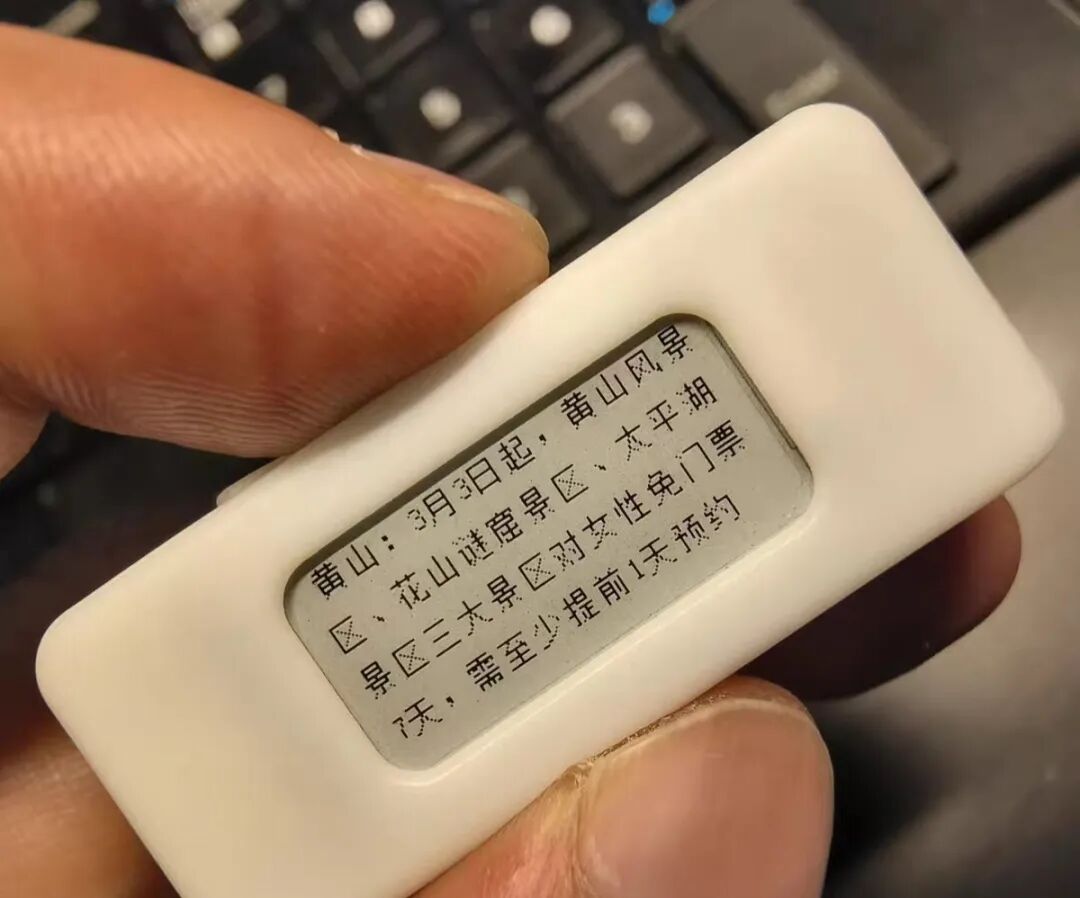 黄山：3月3日起，黄山风景
区、花山谜窟景区、太平湖
景区三大景区对女性免门票
7天，需至少提前1天预约